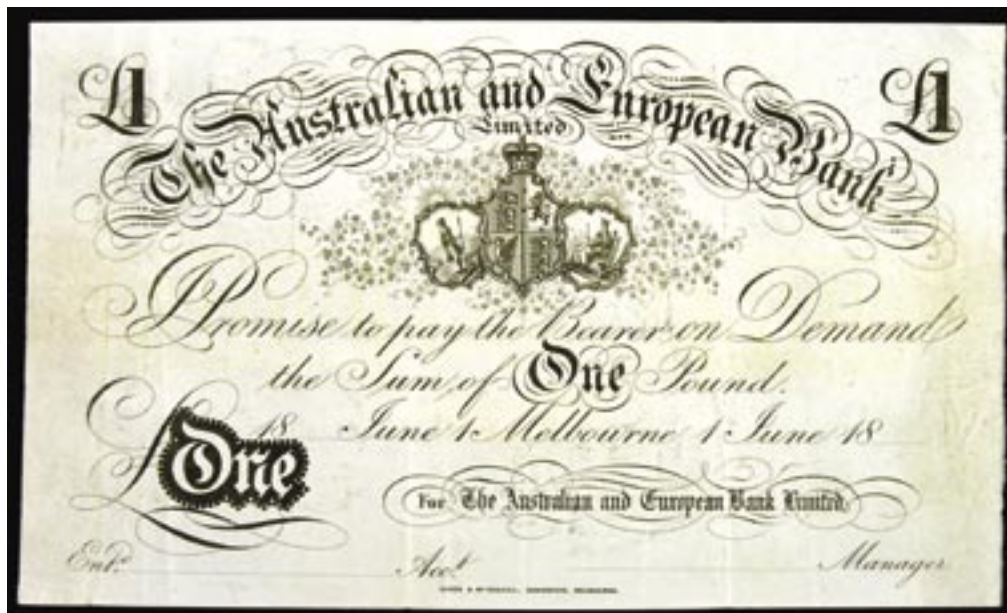 £1 £1
The Australian and European Bank
Limited
I Promise to pay the Bearer on Demand
the Sum of One Pound.
18 June 1 Melbourne 1 June 18
£One
For The Australian and European Bank Limited,
Entd. Acct. Manager